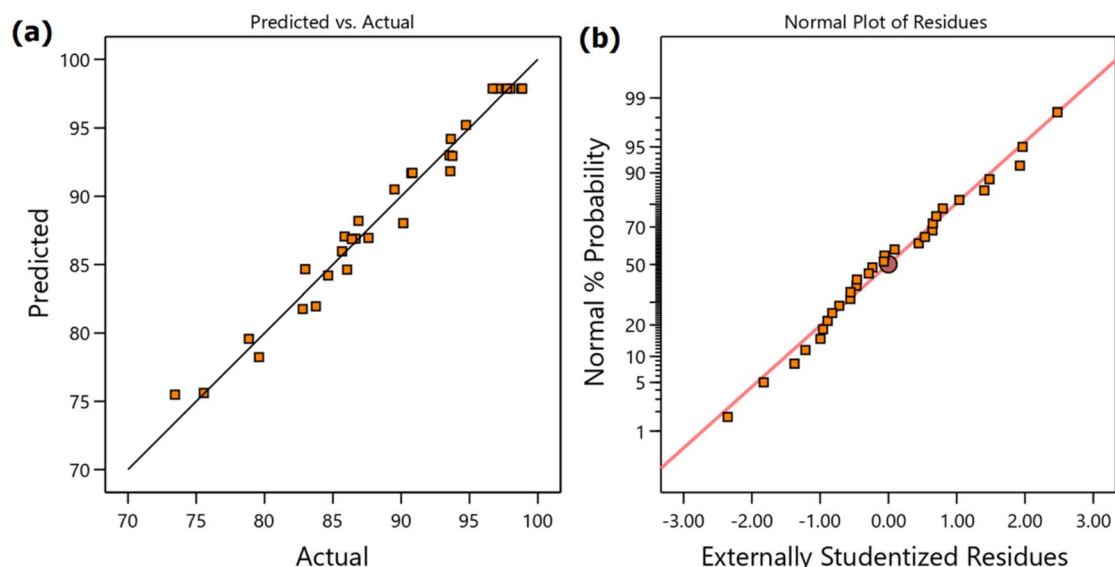 (a)
Predicted vs. Actual
100
95
90
85
80
75
70
Predicted
70 75 80 85 90 95 100
Actual
(b)
Normal Plot of Residues
99
95
90
70
50
20
10
5
1
Normal % Probability
-3.00 -2.00 -1.00 0.00 1.00 2.00 3.00
Externally Studentized Residues